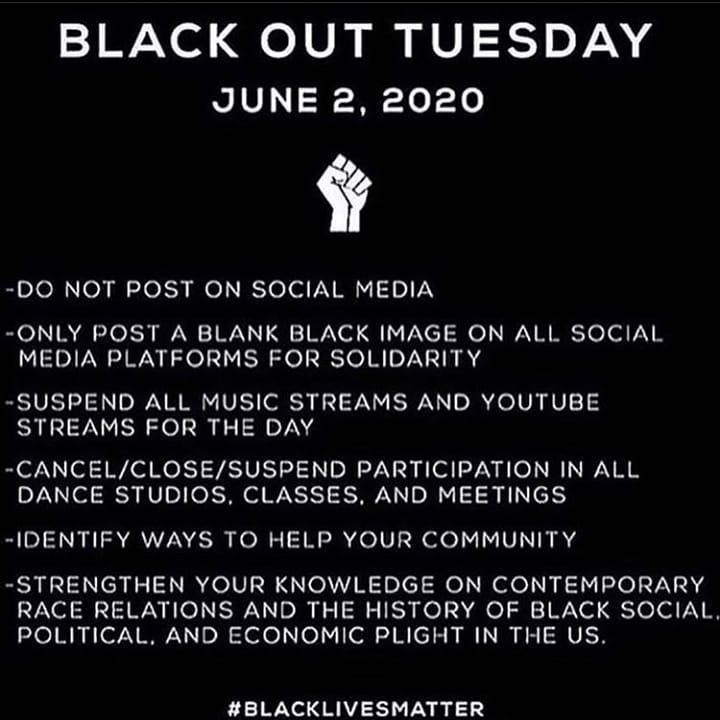 BLACK OUT TUESDAY
JUNE 2, 2020
-DO NOT POST ON SOCIAL MEDIA
-ONLY POST A BLANK BLACK IMAGE ON ALL SOCIAL
MEDIA PLATFORMS FOR SOLIDARITY
-SUSPEND ALL MUSIC STREAMS AND YOUTUBE
STREAMS FOR THE DAY
-CANCEL/CLOSE/SUSPEND PARTICIPATION IN ALL
DANCE STUDIOS, CLASSES, AND MEETINGS
-IDENTIFY WAYS TO HELP YOUR COMMUNITY
-STRENGTHEN YOUR KNOWLEDGE ON CONTEMPORARY
RACE RELATIONS AND THE HISTORY OF BLACK SOCIAL,
POLITICAL, AND ECONOMIC PLIGHT IN THE US.
#BLACKLIVESMATTER